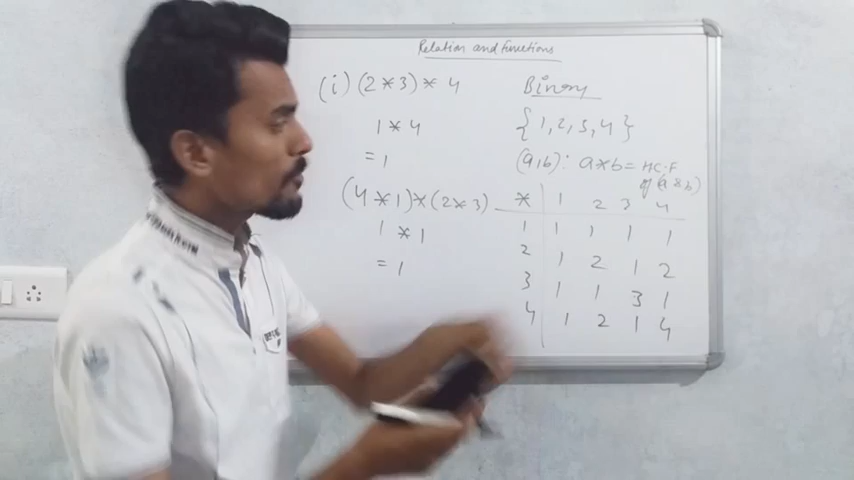 Relation and functions
(i) (2 * 3) * 4
1 * 4
= 1
(4 * 1) * (2 * 3)
1 * 1
= 1
Binary
{1, 2, 3, 4}
(a, b) : a * b = H.C.F
of (a & b)
* 1 2 3 4
1 1 1 1 1
2 1 2 1 2
3 1 1 3 1
4 1 2 1 4